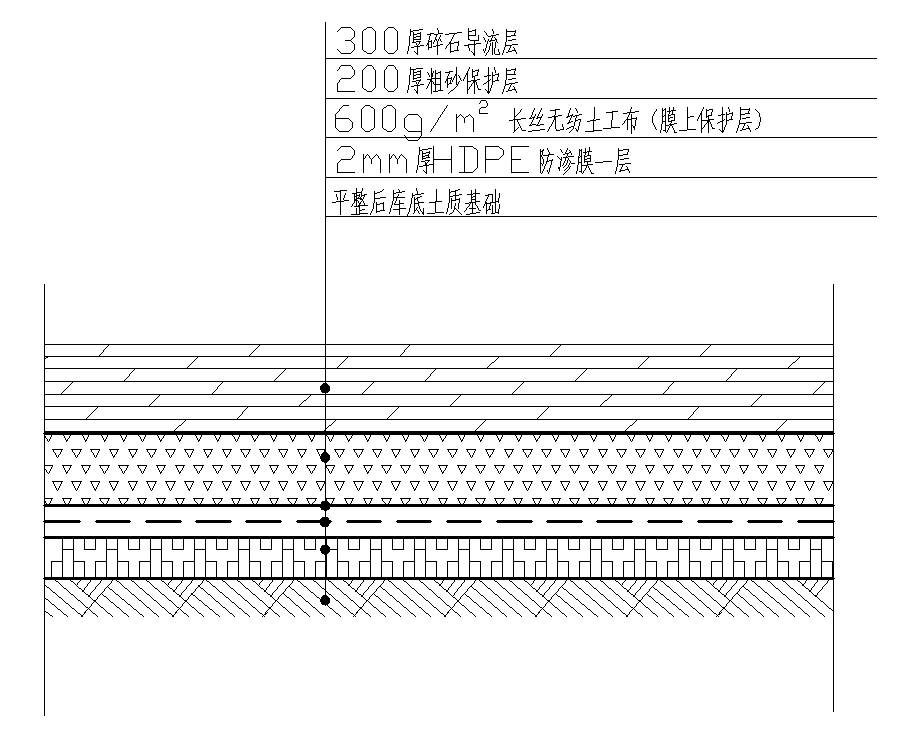 300厚碎石导流层
200厚粗砂保护层
600g/m² 长丝无纺土工布（膜上保护层）
2mm厚HDPE防渗膜一层
平整后库底土质基础